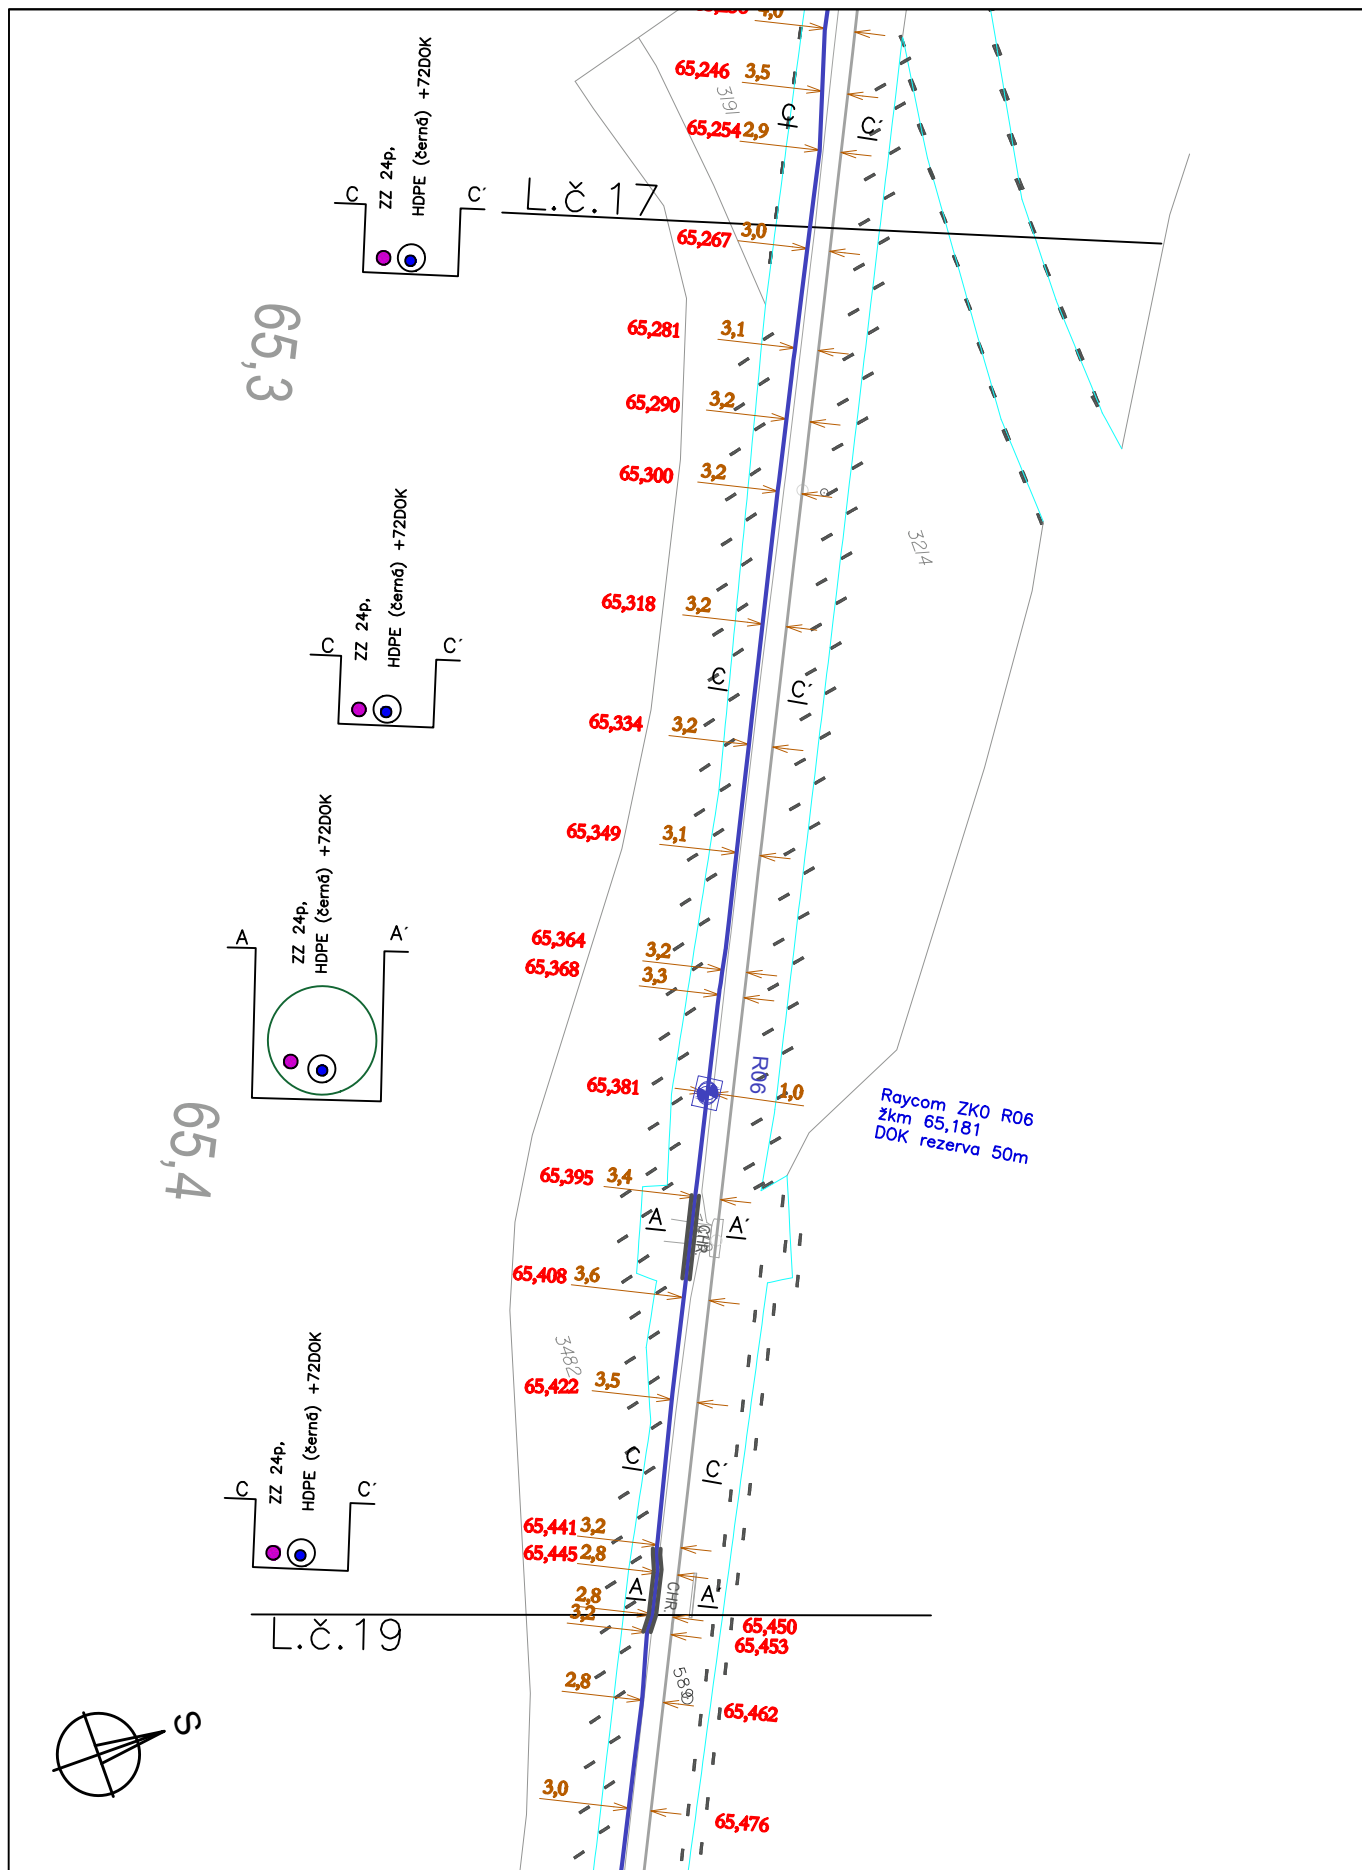 4,0
65,246 3,5
3191
65,254 2,9
C
C´
ZZ 24p,
HDPE (černá) +72DOK
C
C´
L.č.17
65,267
3,0
65,3
65,281
3,1
65,290
3,2
65,300
3,2
3214
ZZ 24p,
HDPE (černá) +72DOK
C
C´
65,318
3,2
C
C´
65,334
3,2
ZZ 24p,
HDPE (černá) +72DOK
A
A´
65,349
3,1
65,364
3,2
65,368
3,3
65,4
65,381
R06
1,0
Raycom ZKO R06
žkm 65,181
DOK rezerva 50m
65,395
3,4
A
A´
CHR.
65,408 3,6
3482
65,422
3,5
ZZ 24p,
HDPE (černá) +72DOK
C
C´
C
C´
65,441 3,2
65,445 2,8
A
CHR.
A´
2,8
3,2
65,450
65,453
L.č.19
2,8
65,462
S
3,0
65,476